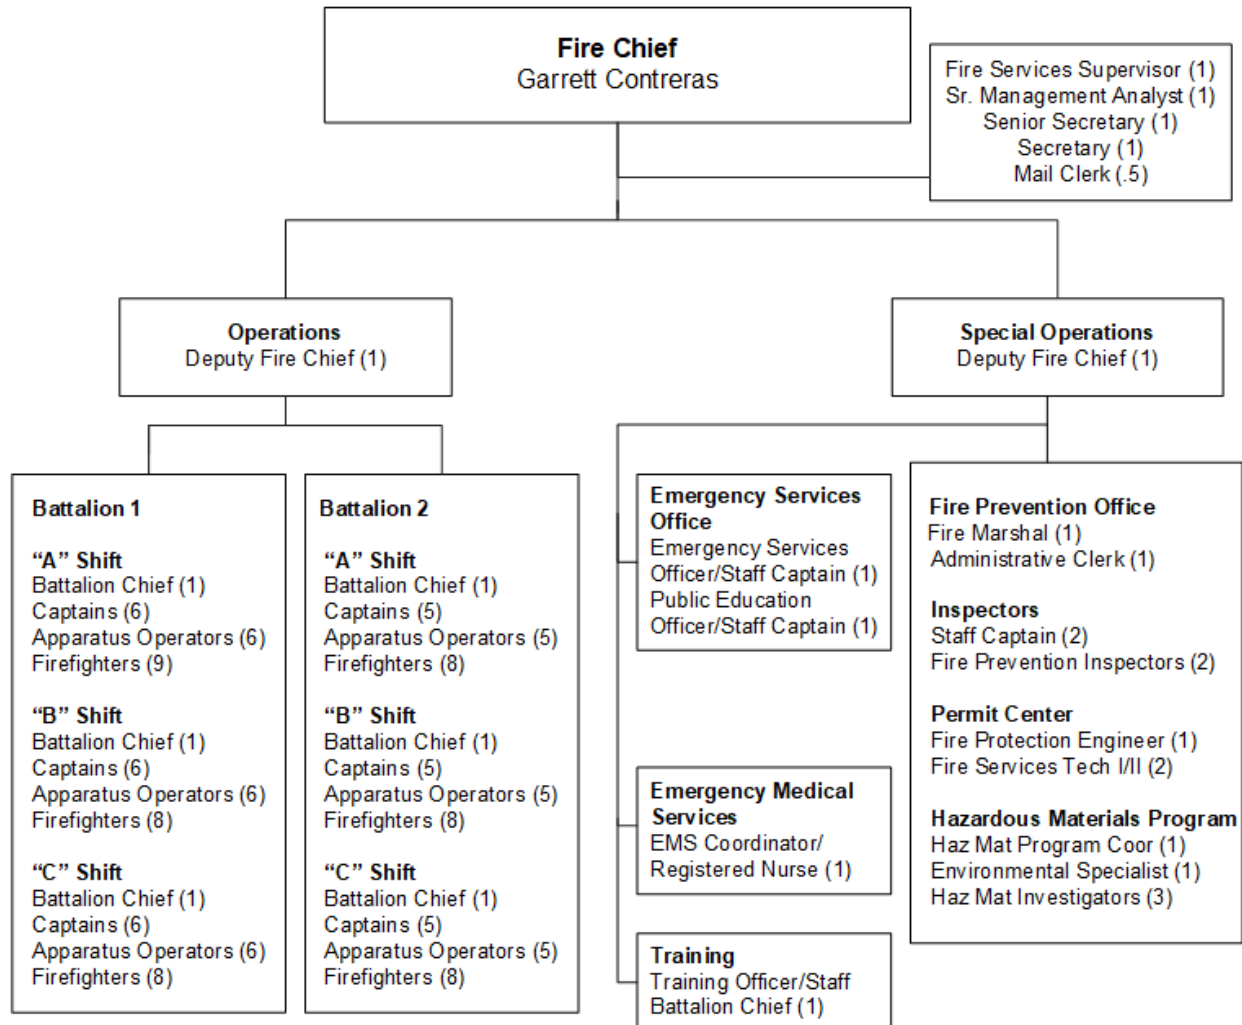 Fire Chief
Garrett Contreras
Fire Services Supervisor (1)
Sr. Management Analyst (1)
Senior Secretary (1)
Secretary (1)
Mail Clerk (.5)
Operations
Deputy Fire Chief (1)
Special Operations
Deputy Fire Chief (1)
Battalion 1
“A” Shift
Battalion Chief (1)
Captains (6)
Apparatus Operators (6)
Firefighters (9)
“B” Shift
Battalion Chief (1)
Captains (6)
Apparatus Operators (6)
Firefighters (8)
“C” Shift
Battalion Chief (1)
Captains (6)
Apparatus Operators (6)
Firefighters (8)
Battalion 2
“A” Shift
Battalion Chief (1)
Captains (5)
Apparatus Operators (5)
Firefighters (8)
“B” Shift
Battalion Chief (1)
Captains (5)
Apparatus Operators (5)
Firefighters (8)
“C” Shift
Battalion Chief (1)
Captains (5)
Apparatus Operators (5)
Firefighters (8)
Emergency Services
Office
Emergency Services
Officer/Staff Captain (1)
Public Education
Officer/Staff Captain (1)
Emergency Medical
Services
EMS Coordinator/
Registered Nurse (1)
Training
Training Officer/Staff
Battalion Chief (1)
Fire Prevention Office
Fire Marshal (1)
Administrative Clerk (1)
Inspectors
Staff Captain (2)
Fire Prevention Inspectors (2)
Permit Center
Fire Protection Engineer (1)
Fire Services Tech I/II (2)
Hazardous Materials Program
Haz Mat Program Coor (1)
Environmental Specialist (1)
Haz Mat Investigators (3)